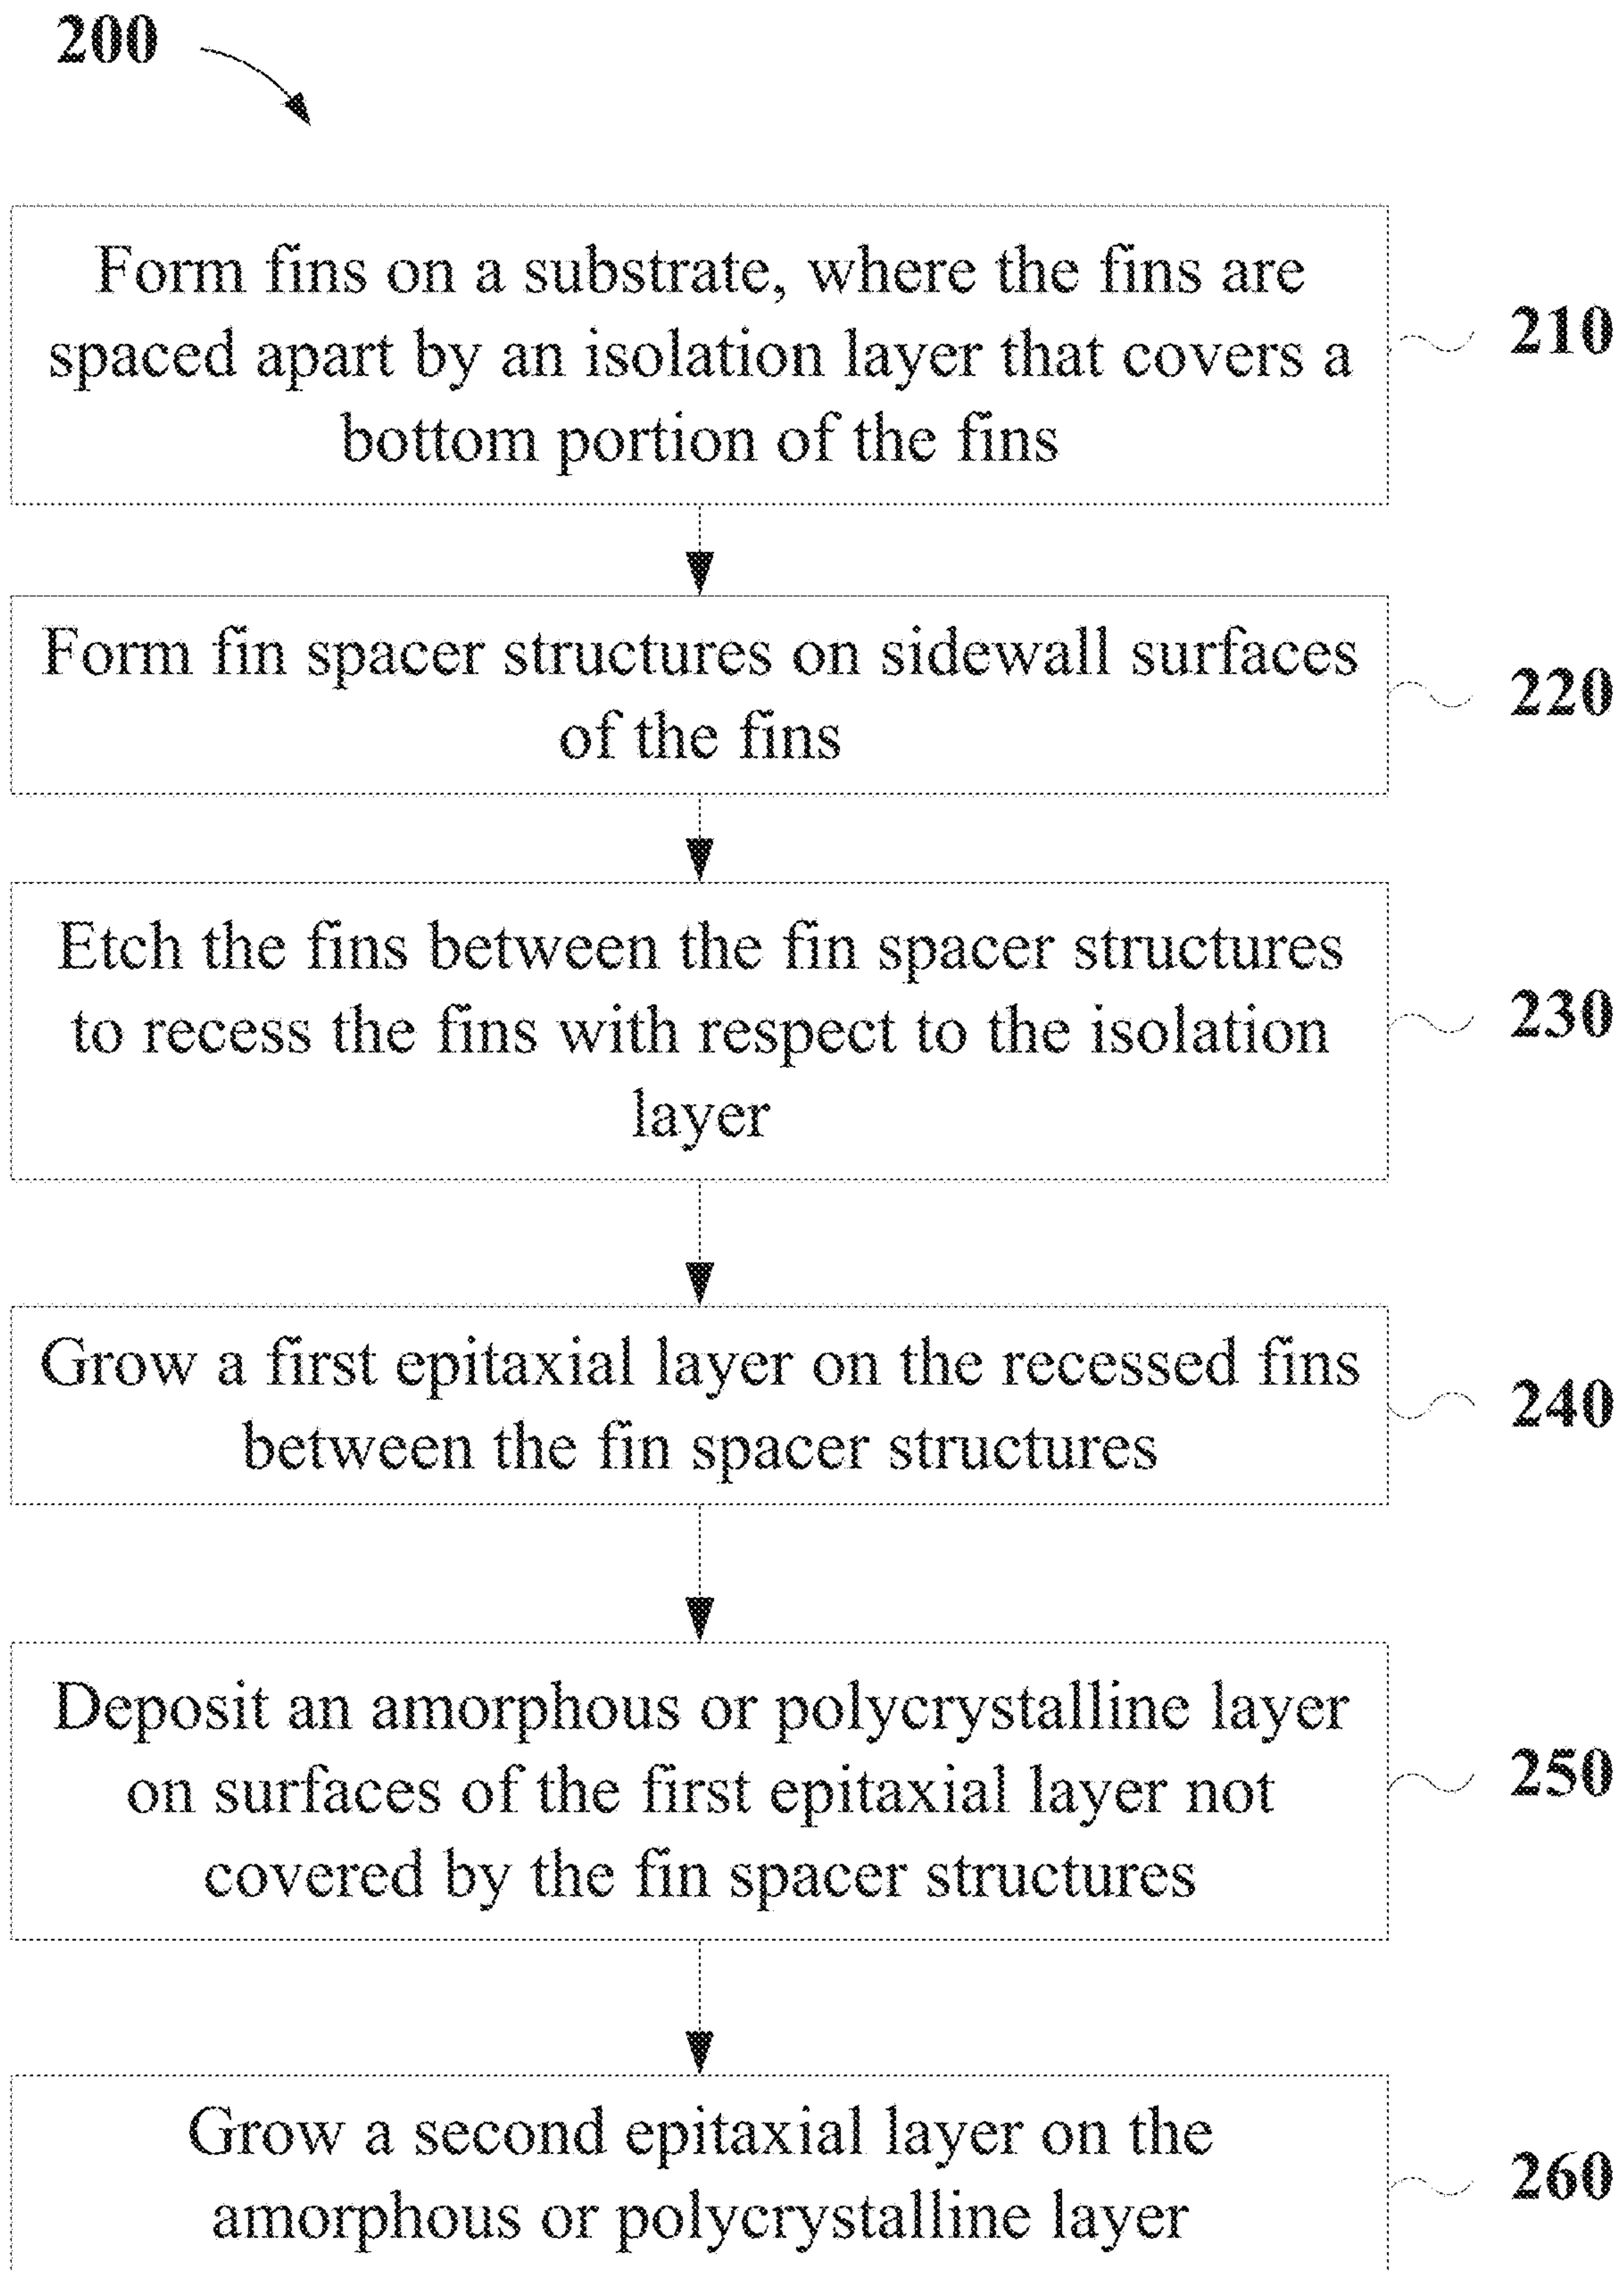 200
Form fins on a substrate, where the fins are
spaced apart by an isolation layer that covers a
bottom portion of the fins
210
Form fin spacer structures on sidewall surfaces
of the fins
220
Etch the fins between the fin spacer structures
to recess the fins with respect to the isolation
layer
230
Grow a first epitaxial layer on the recessed fins
between the fin spacer structures
240
Deposit an amorphous or polycrystalline layer
on surfaces of the first epitaxial layer not
covered by the fin spacer structures
250
Grow a second epitaxial layer on the
amorphous or polycrystalline layer
260